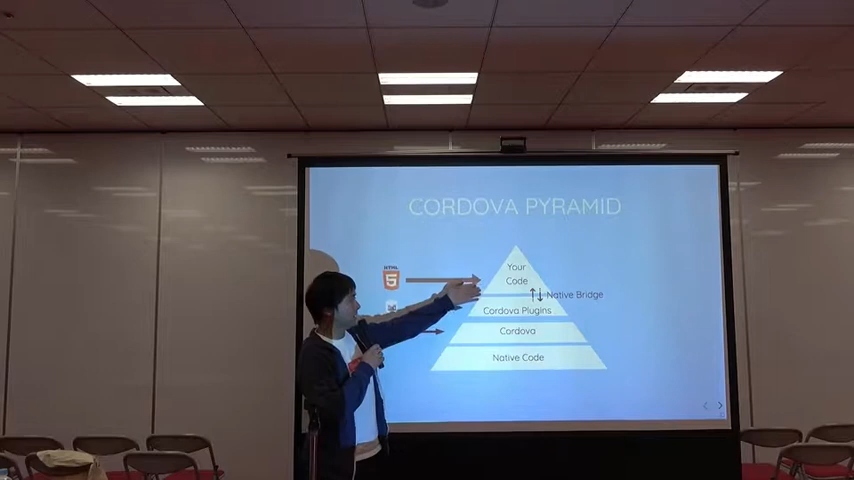 CORDOVA PYRAMID
HTML
5
Your
Code
Native Bridge
Cordova Plugins
Cordova
Native Code